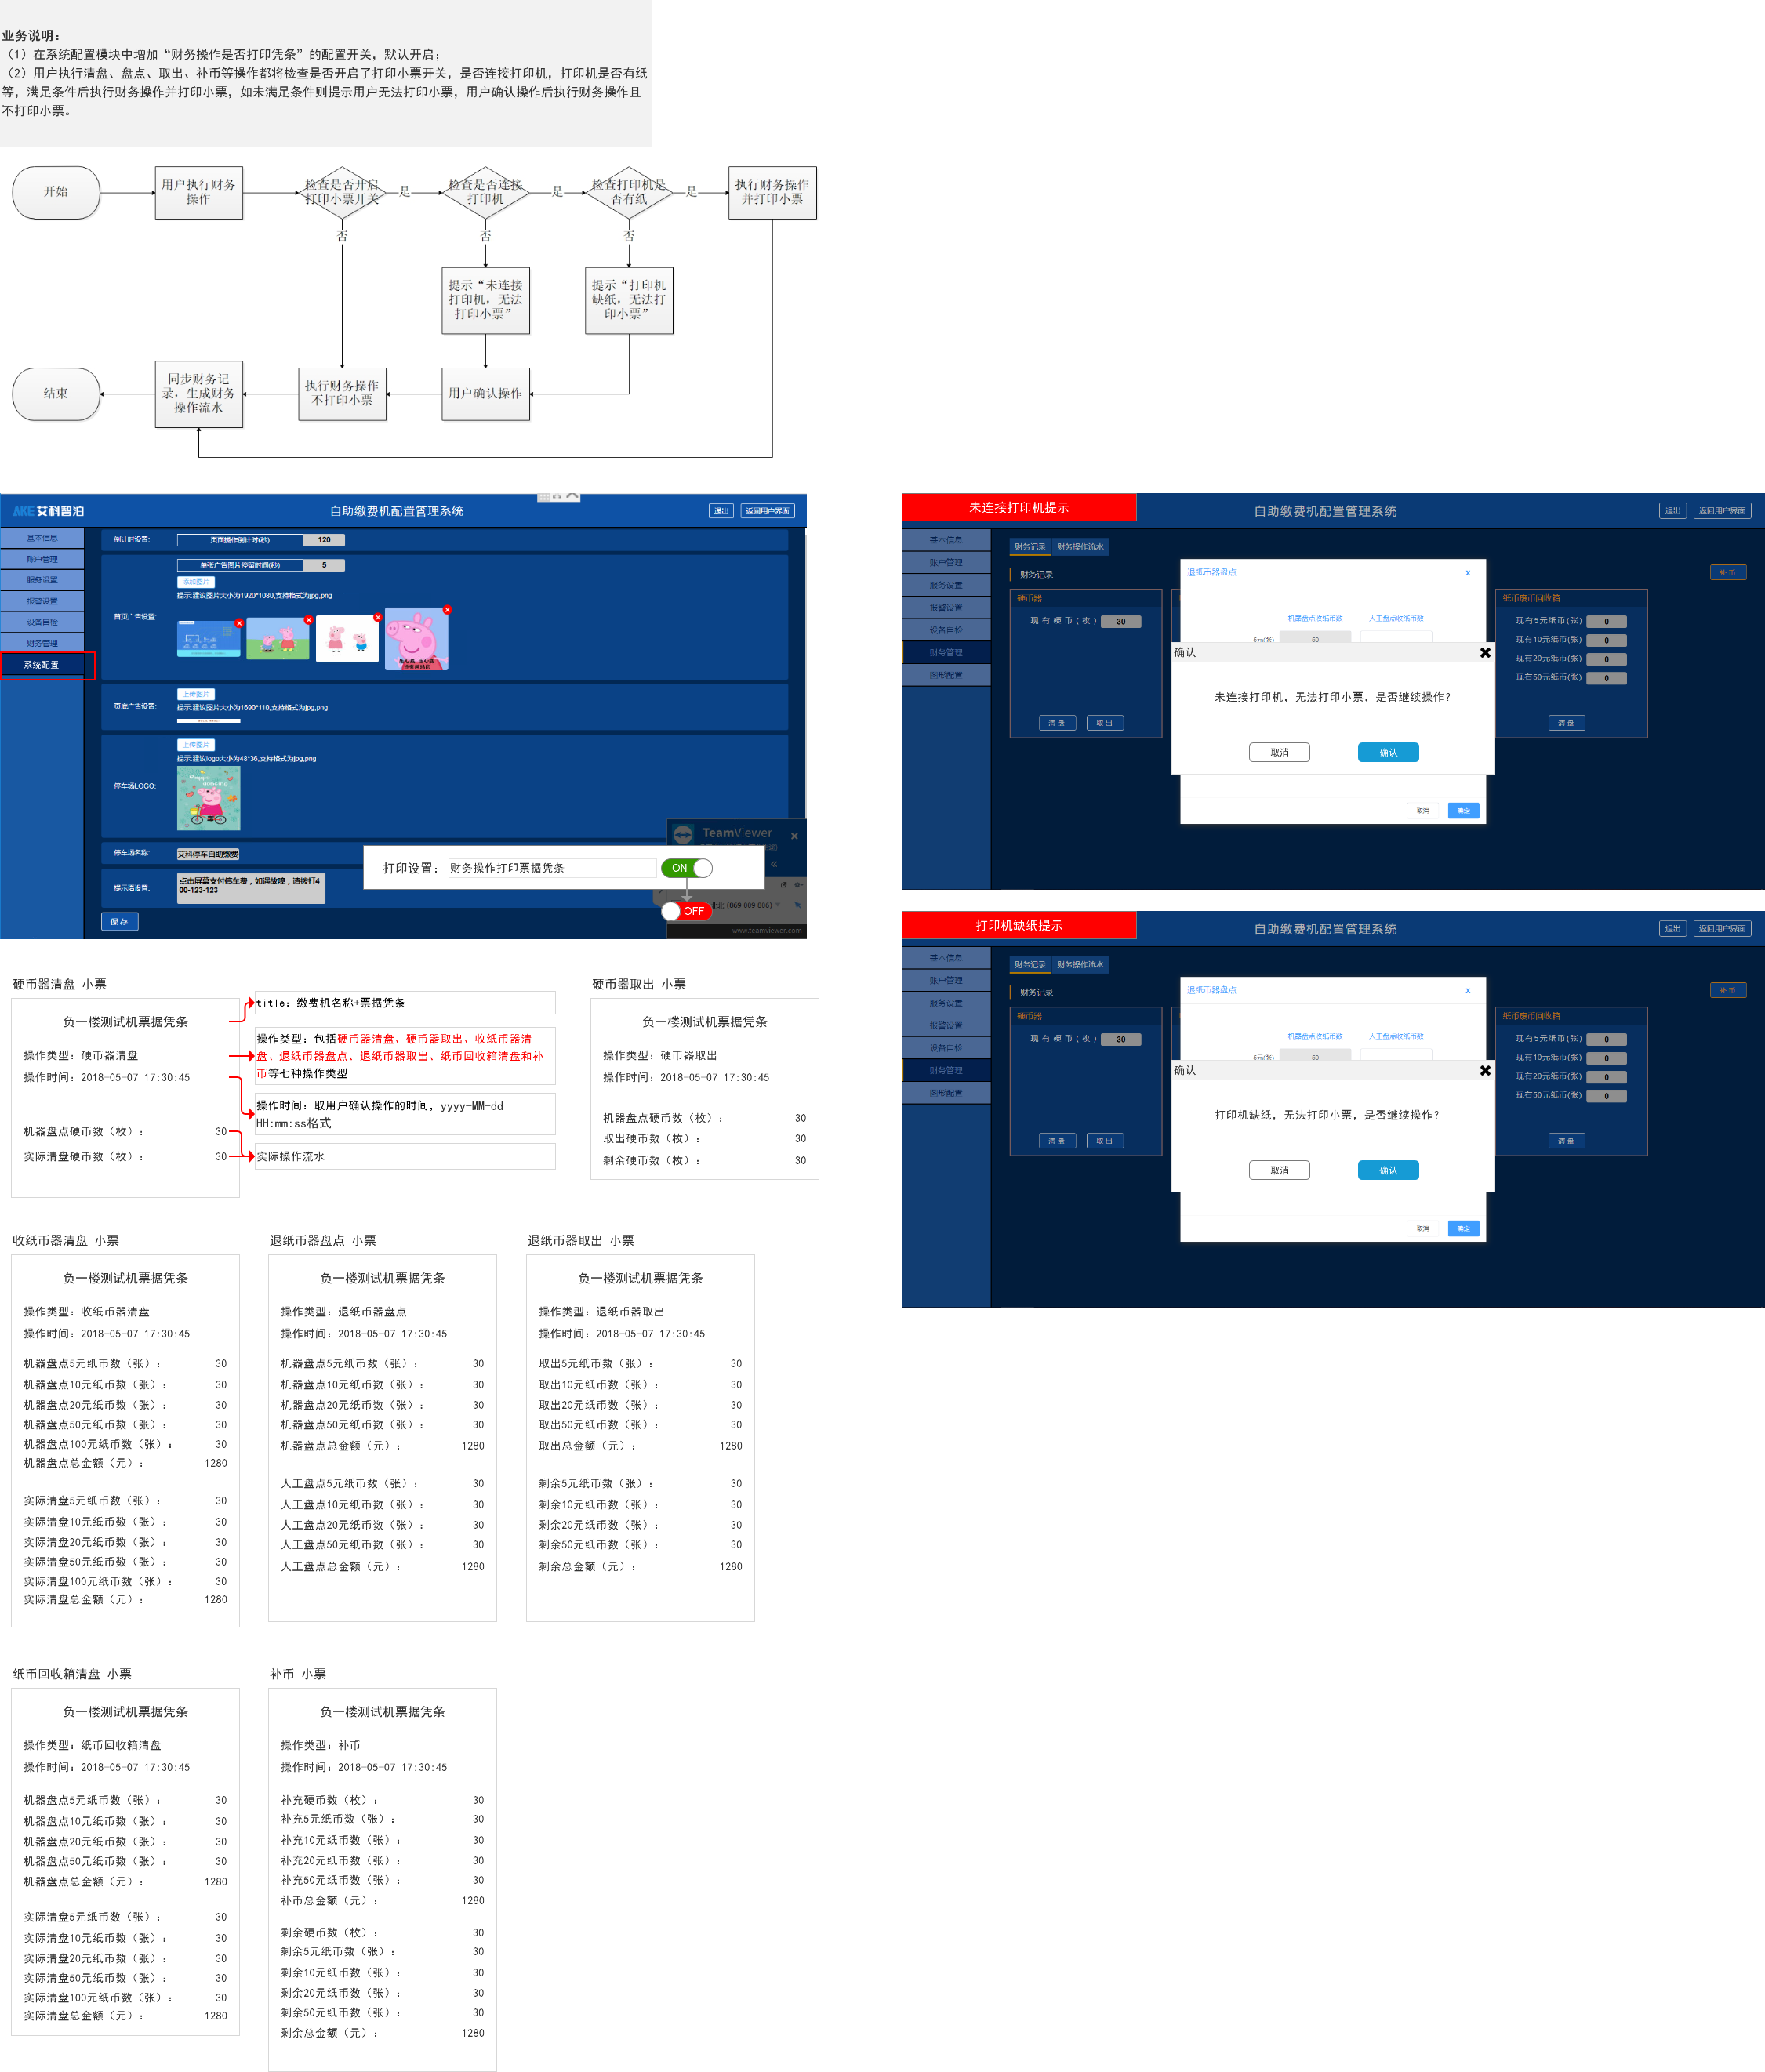 业务说明：
（1）在系统配置模块中增加“财务操作是否打印凭条”的配置开关，默认开启；
（2）用户执行清盘、盘点、取出、补币等操作都将检查是否开启了打印小票开关，是否连接打印机，打印机是否有纸
等，满足条件后执行财务操作并打印小票，如未满足条件则提示用户无法打印小票，用户确认操作后执行财务操作且
不打印小票。
开始
用户执行财务
操作
检查是否开启
打印小票开关
是
检查是否连接
打印机
是
检查打印机是
否有纸
是
执行财务操作
并打印小票
否
否
否
提示“未连接
打印机，无法
打印小票”
提示“打印机
缺纸，无法打
印小票”
结束
同步财务记
录，生成财务
操作流水
执行财务操作
不打印小票
用户确认操作
AKE 艾科智泊
自助缴费机配置管理系统
退出
返回用户界面
基本信息
账户管理
服务设置
报警设置
设备自检
财务管理
系统配置
倒计时设置:
页面操作倒计时(秒)
120
单张广告图片停留时间(秒)
5
添加图片
提示:建议图片大小为1920*1080,支持格式为jpg,png
首页广告设置:
页底广告设置:
上传图片
提示:建议图片大小为1690*110,支持格式为jpg,png
上传图片
提示:建议logo大小为48*36,支持格式为jpg,png
停车场LOGO:
停车场名称:
艾科停车自助缴费
提示语设置:
点击屏幕支付停车费，如遇故障，请拨打4
00-123-123
保存
TeamViewer
打印设置：
财务操作打印票据凭条
ON
OFF
(869 009 806)
www.teamviewer.com
未连接打印机提示
自助缴费机配置管理系统
退出
返回用户界面
基本信息
账户管理
服务设置
报警设置
设备自检
财务管理
图形配置
财务记录
财务操作流水
财务记录
补币
硬币器
现有硬币(枚)
30
清盘
取出
退纸币器盘点
x
机器盘点收纸币数
人工盘点收纸币数
5元(张)
50
确认
未连接打印机，无法打印小票，是否继续操作？
取消
确认
取消
确定
纸币废币回收箱
现有5元纸币(张)
0
现有10元纸币(张)
0
现有20元纸币(张)
0
现有50元纸币(张)
0
清盘
打印机缺纸提示
自助缴费机配置管理系统
退出
返回用户界面
基本信息
账户管理
服务设置
报警设置
设备自检
财务管理
图形配置
财务记录
财务操作流水
财务记录
补币
硬币器
现有硬币(枚)
30
清盘
取出
退纸币器盘点
x
机器盘点收纸币数
人工盘点收纸币数
5元(张)
50
确认
打印机缺纸，无法打印小票，是否继续操作？
取消
确认
取消
确定
纸币废币回收箱
现有5元纸币(张)
0
现有10元纸币(张)
0
现有20元纸币(张)
0
现有50元纸币(张)
0
清盘
硬币器清盘 小票
负一楼测试机票据凭条
操作类型：硬币器清盘
操作时间：2018-05-07 17:30:45
机器盘点硬币数（枚）： 30
实际清盘硬币数（枚）： 30
title：缴费机名称+票据凭条
操作类型：包括硬币器清盘、硬币器取出、收纸币器清
盘、退纸币器盘点、退纸币器取出、纸币回收箱清盘和补
币等七种操作类型
操作时间：取用户确认操作的时间，yyyy-MM-dd
HH:mm:ss格式
实际操作流水
硬币器取出 小票
负一楼测试机票据凭条
操作类型：硬币器取出
操作时间：2018-05-07 17:30:45
机器盘点硬币数（枚）： 30
取出硬币数（枚）： 30
剩余硬币数（枚）： 30
收纸币器清盘 小票
负一楼测试机票据凭条
操作类型：收纸币器清盘
操作时间：2018-05-07 17:30:45
机器盘点5元纸币数（张）： 30
机器盘点10元纸币数（张）： 30
机器盘点20元纸币数（张）： 30
机器盘点50元纸币数（张）： 30
机器盘点100元纸币数（张）： 30
机器盘点总金额（元）： 1280
实际清盘5元纸币数（张）： 30
实际清盘10元纸币数（张）： 30
实际清盘20元纸币数（张）： 30
实际清盘50元纸币数（张）： 30
实际清盘100元纸币数（张）： 30
实际清盘总金额（元）： 1280
退纸币器盘点 小票
负一楼测试机票据凭条
操作类型：退纸币器盘点
操作时间：2018-05-07 17:30:45
机器盘点5元纸币数（张）： 30
机器盘点10元纸币数（张）： 30
机器盘点20元纸币数（张）： 30
机器盘点50元纸币数（张）： 30
机器盘点总金额（元）： 1280
人工盘点5元纸币数（张）： 30
人工盘点10元纸币数（张）： 30
人工盘点20元纸币数（张）： 30
人工盘点50元纸币数（张）： 30
人工盘点总金额（元）： 1280
退纸币器取出 小票
负一楼测试机票据凭条
操作类型：退纸币器取出
操作时间：2018-05-07 17:30:45
取出5元纸币数（张）： 30
取出10元纸币数（张）： 30
取出20元纸币数（张）： 30
取出50元纸币数（张）： 30
取出总金额（元）： 1280
剩余5元纸币数（张）： 30
剩余10元纸币数（张）： 30
剩余20元纸币数（张）： 30
剩余50元纸币数（张）： 30
剩余总金额（元）： 1280
纸币回收箱清盘 小票
负一楼测试机票据凭条
操作类型：纸币回收箱清盘
操作时间：2018-05-07 17:30:45
机器盘点5元纸币数（张）： 30
机器盘点10元纸币数（张）： 30
机器盘点20元纸币数（张）： 30
机器盘点50元纸币数（张）： 30
机器盘点总金额（元）： 1280
实际清盘5元纸币数（张）： 30
实际清盘10元纸币数（张）： 30
实际清盘20元纸币数（张）： 30
实际清盘50元纸币数（张）： 30
实际清盘100元纸币数（张）： 30
实际清盘总金额（元）： 1280
补币 小票
负一楼测试机票据凭条
操作类型：补币
操作时间：2018-05-07 17:30:45
补充硬币数（枚）： 30
补充5元纸币数（张）： 30
补充10元纸币数（张）： 30
补充20元纸币数（张）： 30
补充50元纸币数（张）： 30
补币总金额（元）： 1280
剩余硬币数（枚）： 30
剩余5元纸币数（张）： 30
剩余10元纸币数（张）： 30
剩余20元纸币数（张）： 30
剩余50元纸币数（张）： 30
剩余总金额（元）： 1280